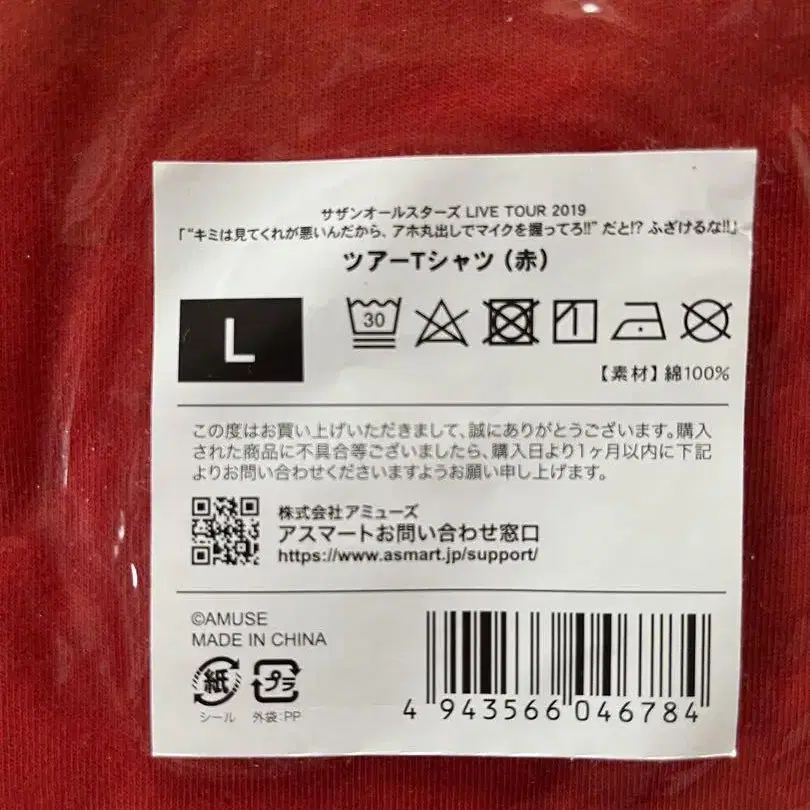 サザンオールスターズ LIVE TOUR 2019
「“キミは見てくれが悪いんだから、アホ丸出しでマイクを握ってろ!!”だと!? ふざけるな!!」
ツアーTシャツ（赤）
L
30
【素材】綿100%
この度はお買い上げいただきまして、誠にありがとうございます。購入
された商品に不具合等ございましたら、購入日より1ヶ月以内に下記
よりお問い合わせくださいますようお願い申し上げます。
株式会社アミューズ
アスマートお問い合わせ窓口
https://www.asmart.jp/support/
©AMUSE
MADE IN CHINA
紙 プラ
シール 外袋:PP
4 943566 046784